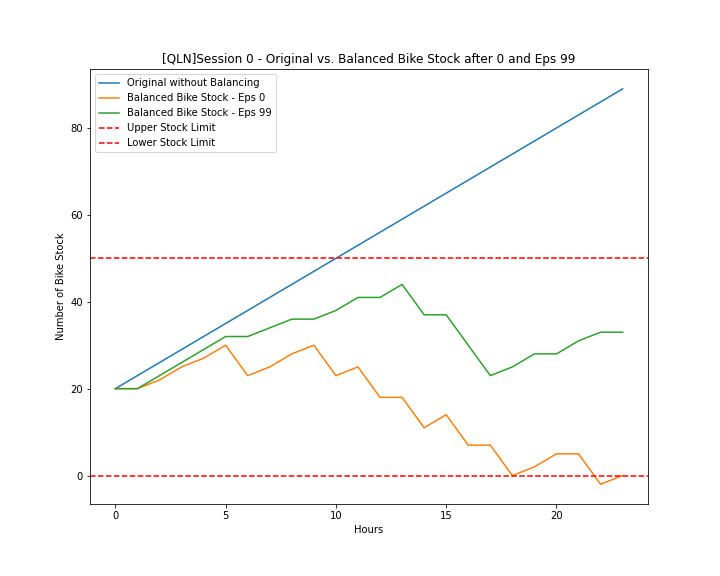 [QLN]Session 0 - Original vs. Balanced Bike Stock after 0 and Eps 99
Original without Balancing
Balanced Bike Stock - Eps 0
Balanced Bike Stock - Eps 99
Upper Stock Limit
Lower Stock Limit
80
60
40
20
0
Number of Bike Stock
0 5 10 15 20
Hours